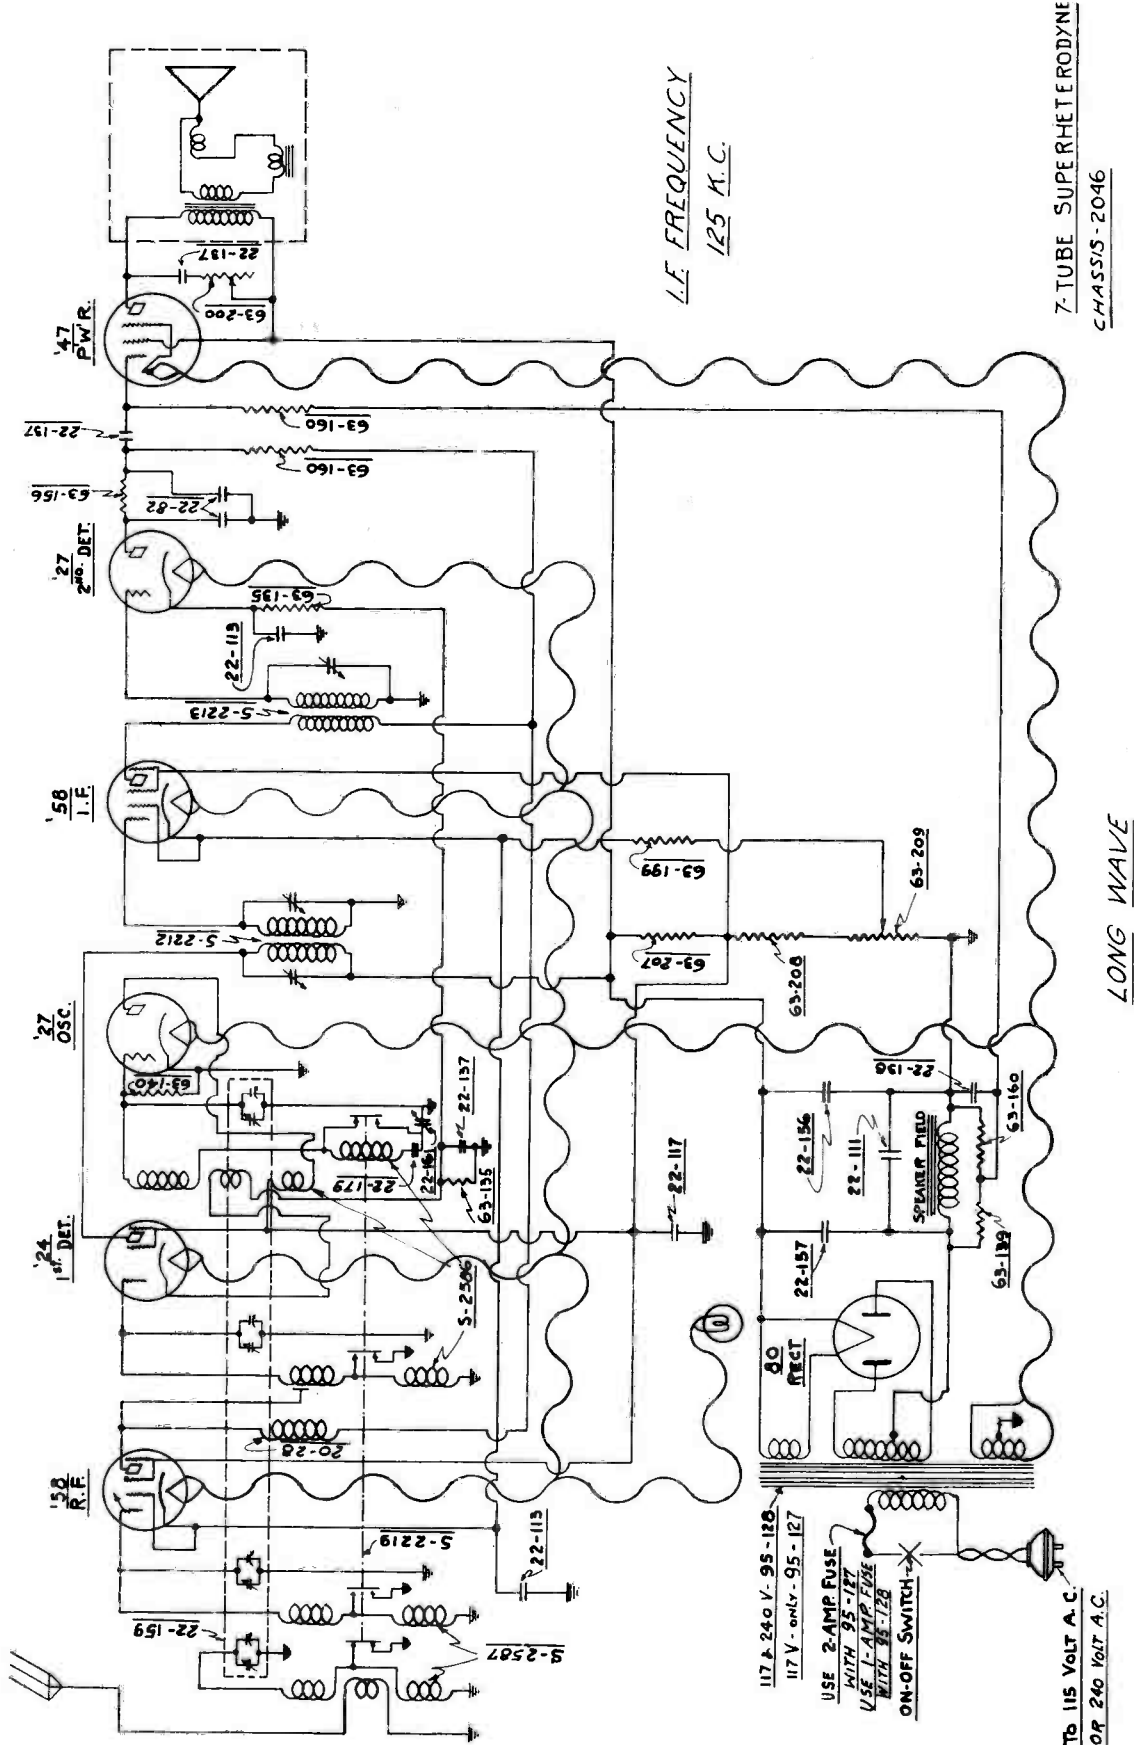 '47
PW'R.
22-137
63-200
22-137
63-160
63-160
63-156
22-82
'27
2ND. DET.
63-135
22-113
S-2213
'58
I.F.
S-2212
'27
OSC.
63-140
22-137
22-161
22-179
63-135
22-117
'24
1ST. DET.
S-2586
20-28
'58
R.F.
S-2219
22-113
22-159
S-2587
63-199
63-207
63-208
63-209
22-136
63-160
22-156
22-111
SPEAKER FIELD
22-157
63-139
80
RECT
117 & 240 V - 95-128
117 V - ONLY - 95-127
USE 2-AMP. FUSE
WITH 95-127
USE 1-AMP. FUSE
WITH 95-128
ON-OFF SWITCH
TO 115 VOLT A.C.
OR 240 VOLT A.C.
I.F. FREQUENCY
125 K.C.
7-TUBE SUPERHETERODYNE
CHASSIS-2046
LONG WAVE